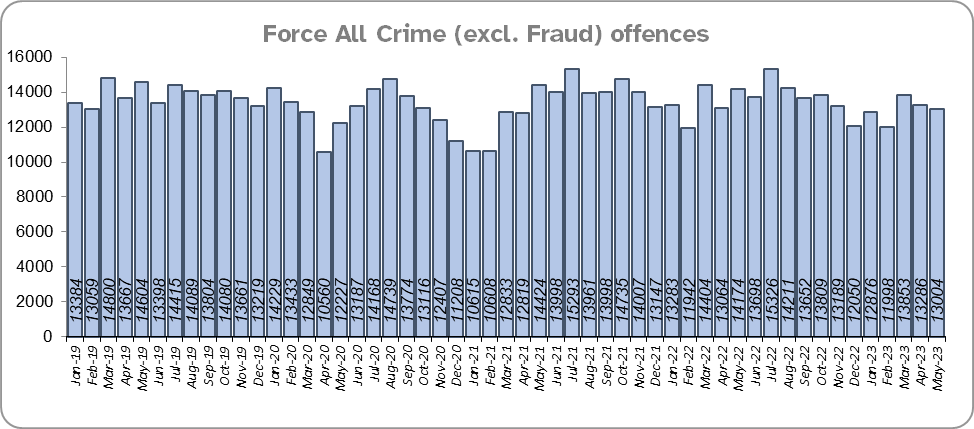 Force All Crime (excl. Fraud) offences
16000
14000
12000
10000
8000
6000
4000
2000
0
13384
13059
14800
13667
14604
13398
14415
14089
13804
14080
13661
13219
14229
13433
12849
10560
12227
13187
14168
14739
13774
13116
12407
11208
10615
10608
12833
12819
14424
13998
15293
13961
13998
14735
14007
13147
13283
11942
14404
13064
14174
13698
15326
14211
13652
13809
13189
12050
12876
11998
13853
13286
13004
Jan-19
Feb-19
Mar-19
Apr-19
May-19
Jun-19
Jul-19
Aug-19
Sep-19
Oct-19
Nov-19
Dec-19
Jan-20
Feb-20
Mar-20
Apr-20
May-20
Jun-20
Jul-20
Aug-20
Sep-20
Oct-20
Nov-20
Dec-20
Jan-21
Feb-21
Mar-21
Apr-21
May-21
Jun-21
Jul-21
Aug-21
Sep-21
Oct-21
Nov-21
Dec-21
Jan-22
Feb-22
Mar-22
Apr-22
May-22
Jun-22
Jul-22
Aug-22
Sep-22
Oct-22
Nov-22
Dec-22
Jan-23
Feb-23
Mar-23
Apr-23
May-23